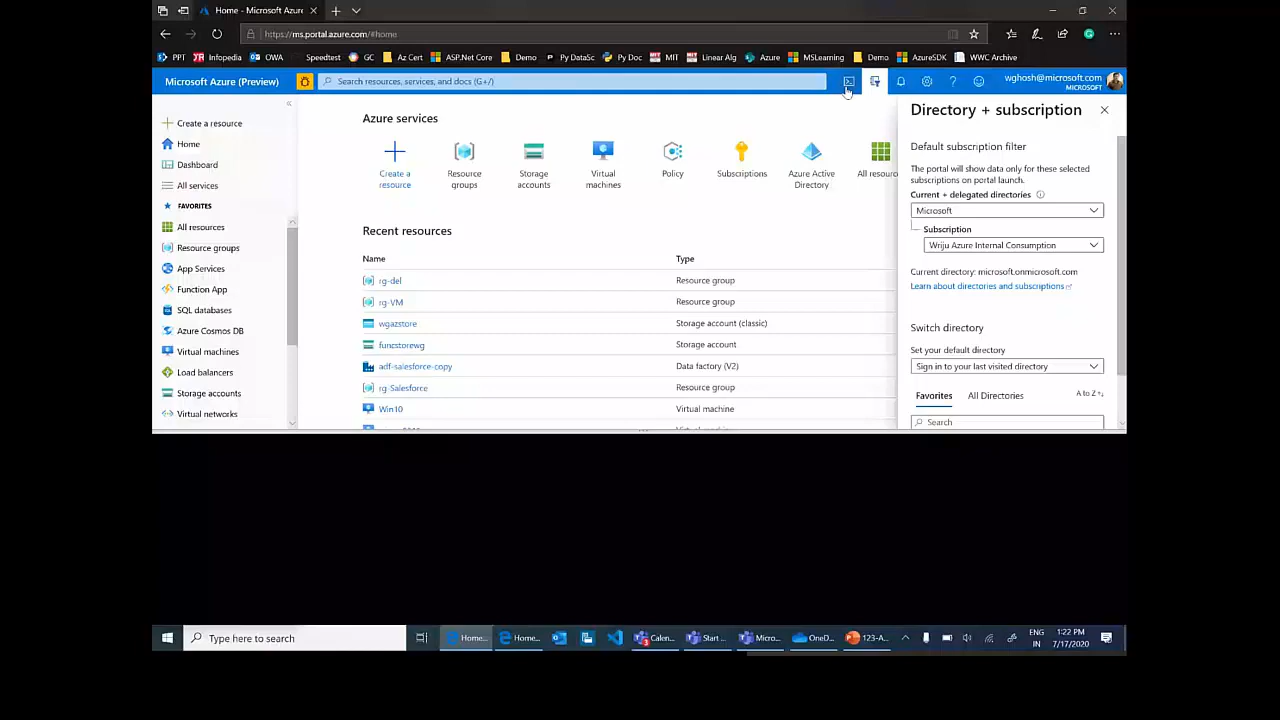 Home - Microsoft Azure
https://ms.portal.azure.com/#home
PPT Infopedia OWA Speedtest GC Az Cert ASP.Net Core Demo Py DataSc Py Doc MIT Linear Alg Azure MSLearning Demo AzureSDK WWC Archive
Microsoft Azure (Preview)
Search resources, services, and docs (G+/)
wghosh@microsoft.com
MICROSOFT
Create a resource
Home
Dashboard
All services
FAVORITES
All resources
Resource groups
App Services
Function App
SQL databases
Azure Cosmos DB
Virtual machines
Load balancers
Storage accounts
Virtual networks
Azure services
Create a resource
Resource groups
Storage accounts
Virtual machines
Policy
Subscriptions
Azure Active Directory
All resourc
Recent resources
Name Type
rg-del Resource group
rg-VM Resource group
wgazstore Storage account (classic)
funcstorewg Storage account
adf-salesforce-copy Data factory (V2)
rg-Salesforce Resource group
Win10 Virtual machine
Directory + subscription
Default subscription filter
The portal will show data only for these selected
subscriptions on portal launch.
Current + delegated directories
Microsoft
Subscription
Wriju Azure Internal Consumption
Current directory: microsoft.onmicrosoft.com
Learn about directories and subscriptions
Switch directory
Set your default directory
Sign in to your last visited directory
Favorites All Directories A to Z
Search
Type here to search
Home... Home... Calen... Start ... Micro... OneD... 123-A...
ENG
IN
1:22 PM
7/17/2020